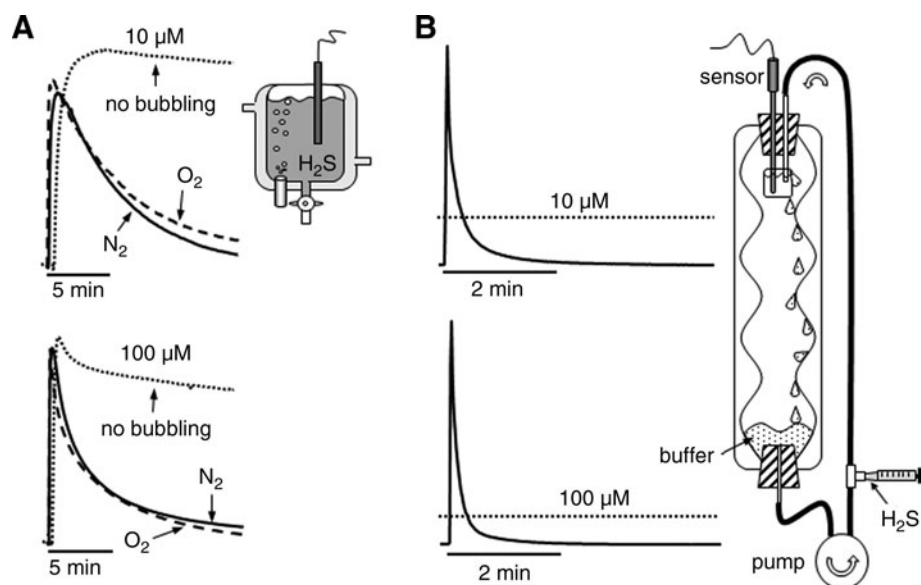 A
10 µM
no bubbling
O₂
N₂
5 min
H₂S
100 µM
no bubbling
N₂
O₂
5 min
B
10 µM
2 min
100 µM
2 min
sensor
buffer
H₂S
pump